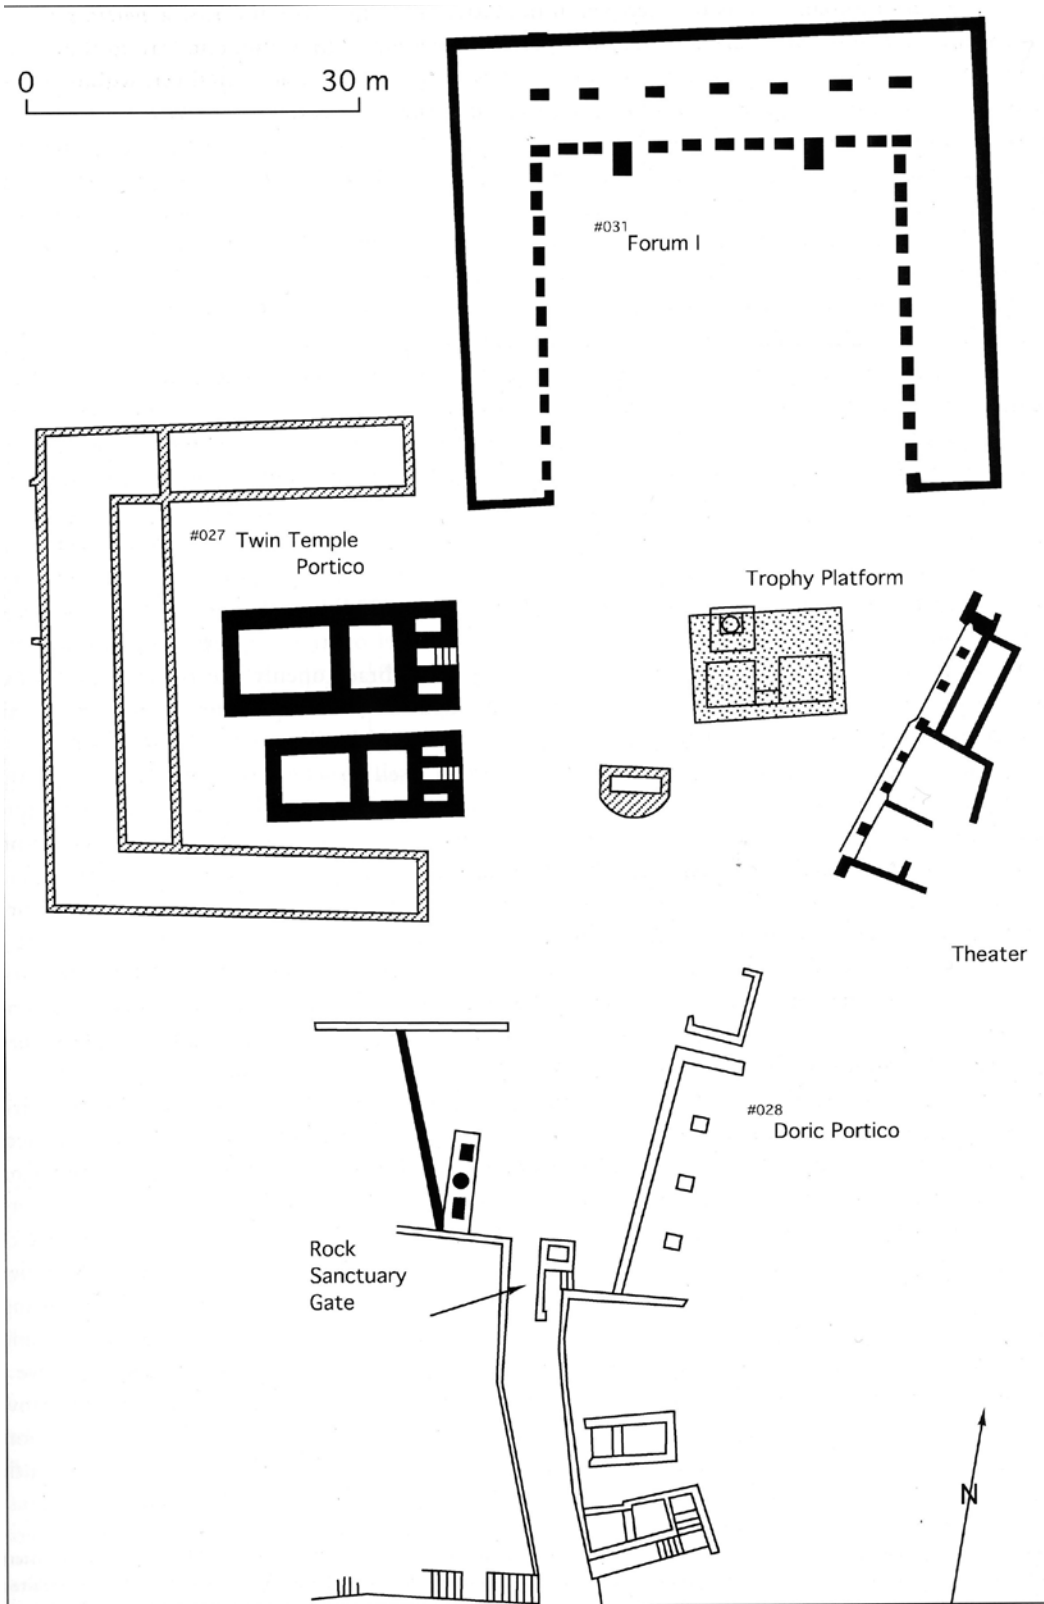 0 30 m
#031
Forum I
#027 Twin Temple
Portico
Trophy Platform
Theater
#028
Doric Portico
Rock
Sanctuary
Gate
N